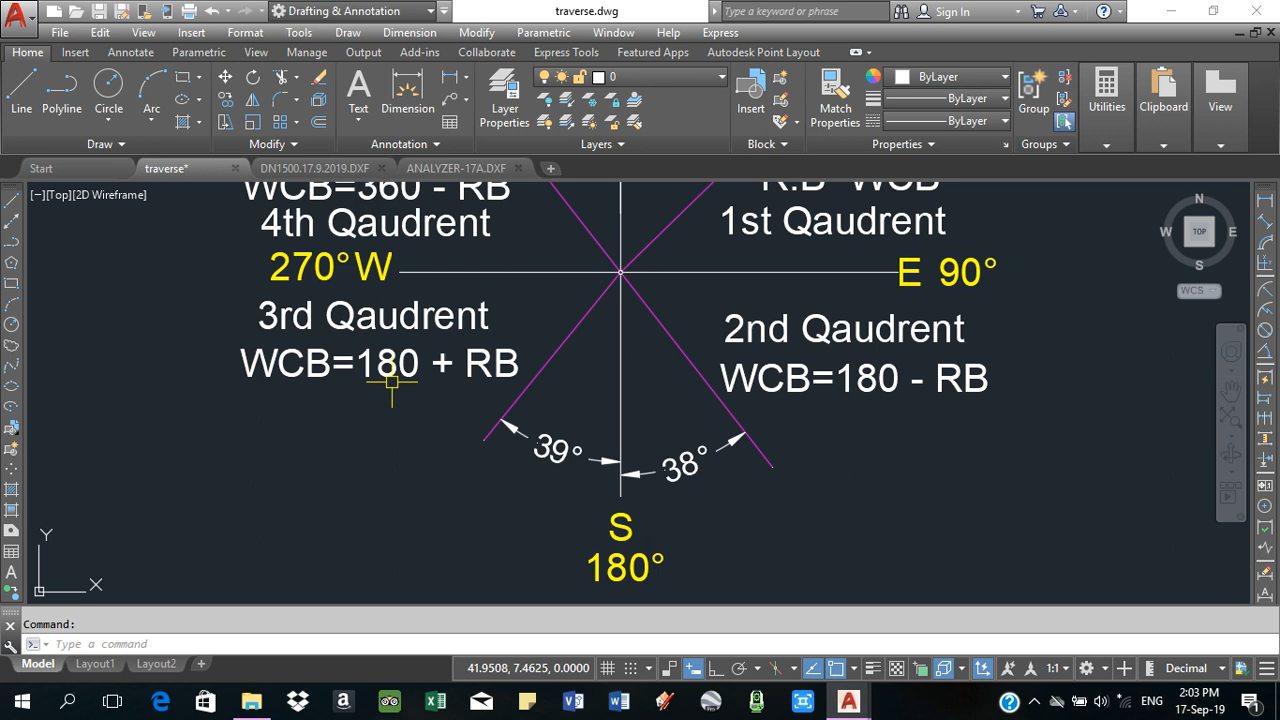 Drafting & Annotation
traverse.dwg
Type a keyword or phrase
Sign In
File Edit View Insert Format Tools Draw Dimension Modify Parametric Window Help Express
Home Insert Annotate Parametric View Manage Output Add-ins Collaborate Express Tools Featured Apps Autodesk Point Layout
0
ByLayer
ByLayer
ByLayer
Line Polyline Circle Arc
Text Dimension
Layer Properties
Insert
Match Properties
Group
Utilities
Clipboard
View
Draw Modify Annotation Layers Block Properties Groups
Start traverse* DN1500.17.9.2019.DXF ANALYZER-17A.DXF
[−][Top][2D Wireframe]
WCB=360 - RB
4th Qaudrent
1st Qaudrent
270° W
E 90°
3rd Qaudrent
2nd Qaudrent
WCB=180 + RB
WCB=180 - RB
39°
38°
S
180°
N
W TOP E
S
WCS
Y
X
Command:
Type a command
Model Layout1 Layout2
41.9508, 7.4625, 0.0000
1:1
Decimal
ENG
2:03 PM
17-Sep-19